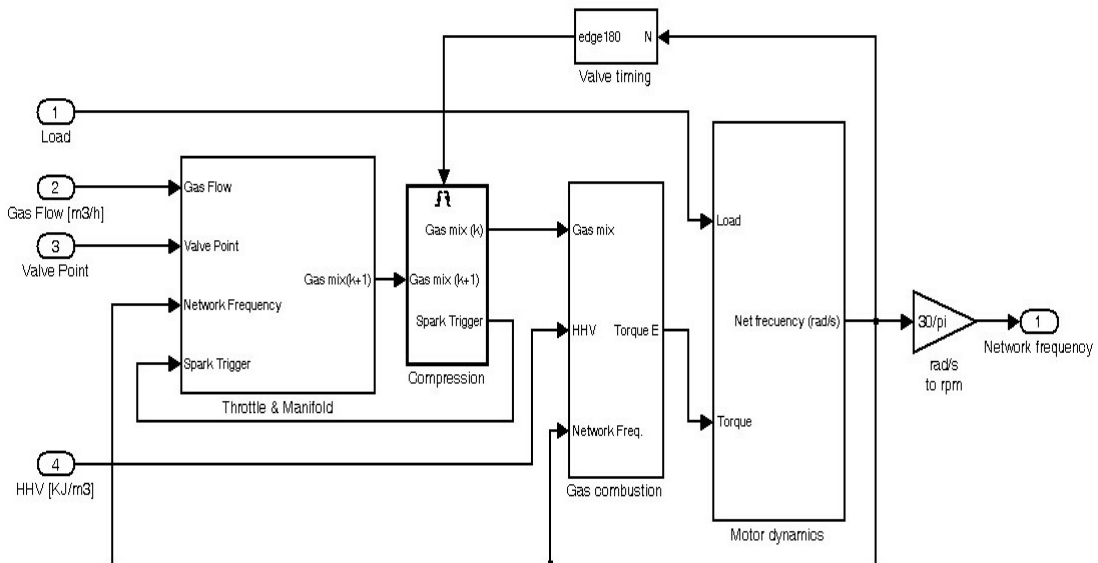 edge180 N
Valve timing
1
Load
2
Gas Flow [m3/h]
3
Valve Point
Gas Flow
Valve Point
Gas mix(k+1)
Network Frequency
Spark Trigger
Throttle & Manifold
Gas mix (k)
Gas mix (k+1)
Spark Trigger
Compression
Gas mix
HHV
Torque E
Network Freq.
Gas combustion
Load
Net frecuency (rad/s)
Torque
Motor dynamics
30/pi
rad/s
to rpm
1
Network frequency
4
HHV [KJ/m3]